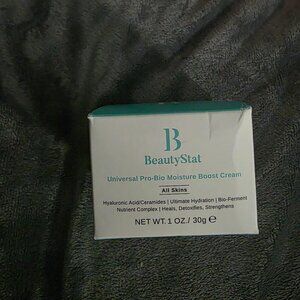 B
BeautyStat
Universal Pro-Bio Moisture Boost Cream
All Skins
Hyaluronic Acid/Ceramides | Ultimate Hydration | Bio-Ferment
Nutrient Complex | Heals, Detoxifies, Strengthens
NET WT. 1 OZ./ 30g ℮